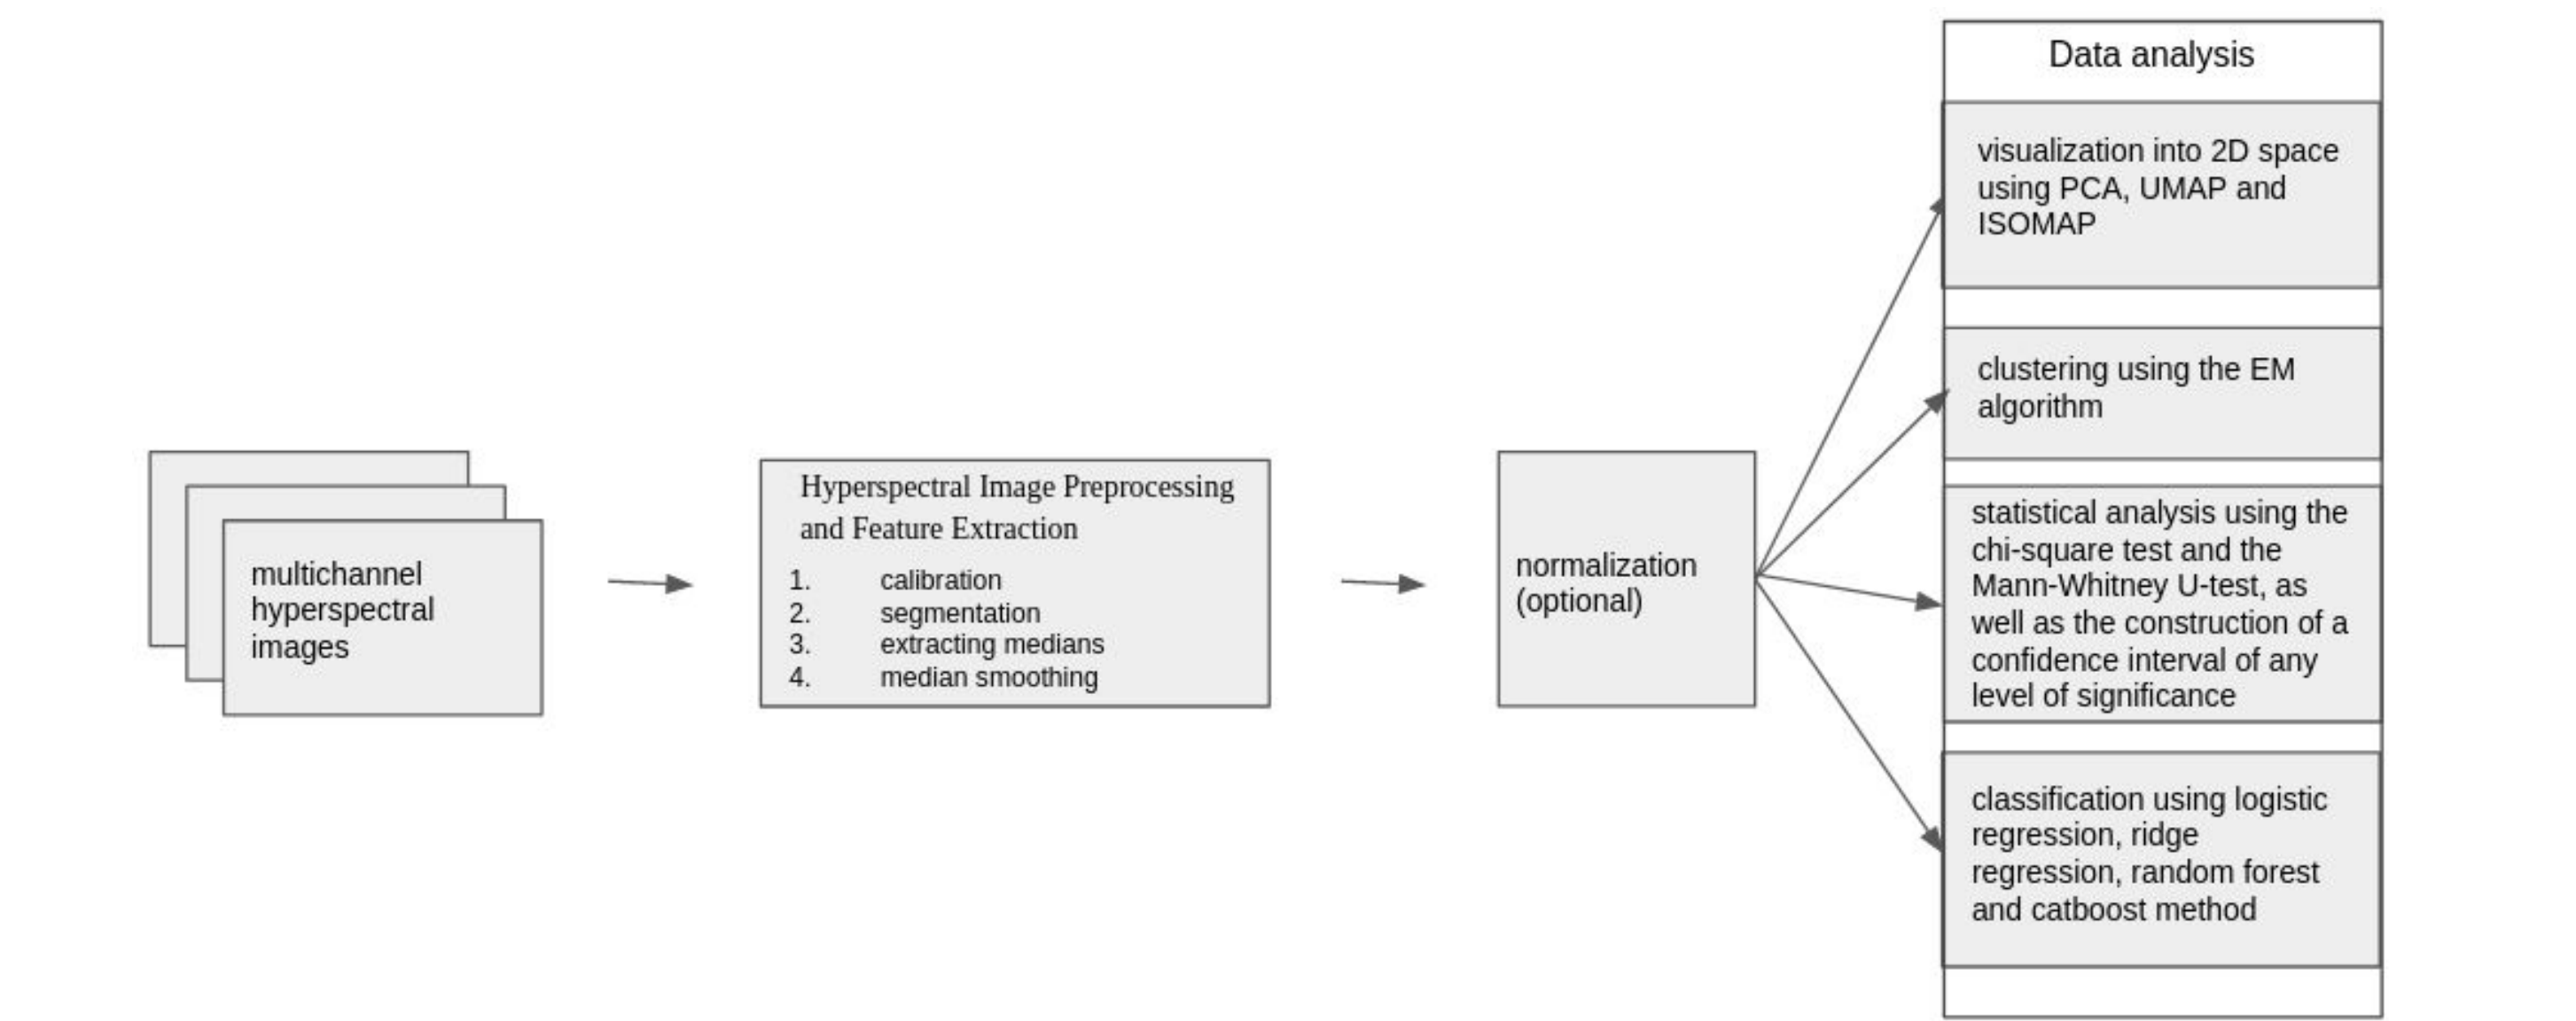 multichannel
hyperspectral
images
Hyperspectral Image Preprocessing
and Feature Extraction
1. calibration
2. segmentation
3. extracting medians
4. median smoothing
normalization
(optional)
Data analysis
visualization into 2D space
using PCA, UMAP and
ISOMAP
clustering using the EM
algorithm
statistical analysis using the
chi-square test and the
Mann-Whitney U-test, as
well as the construction of a
confidence interval of any
level of significance
classification using logistic
regression, ridge
regression, random forest
and catboost method